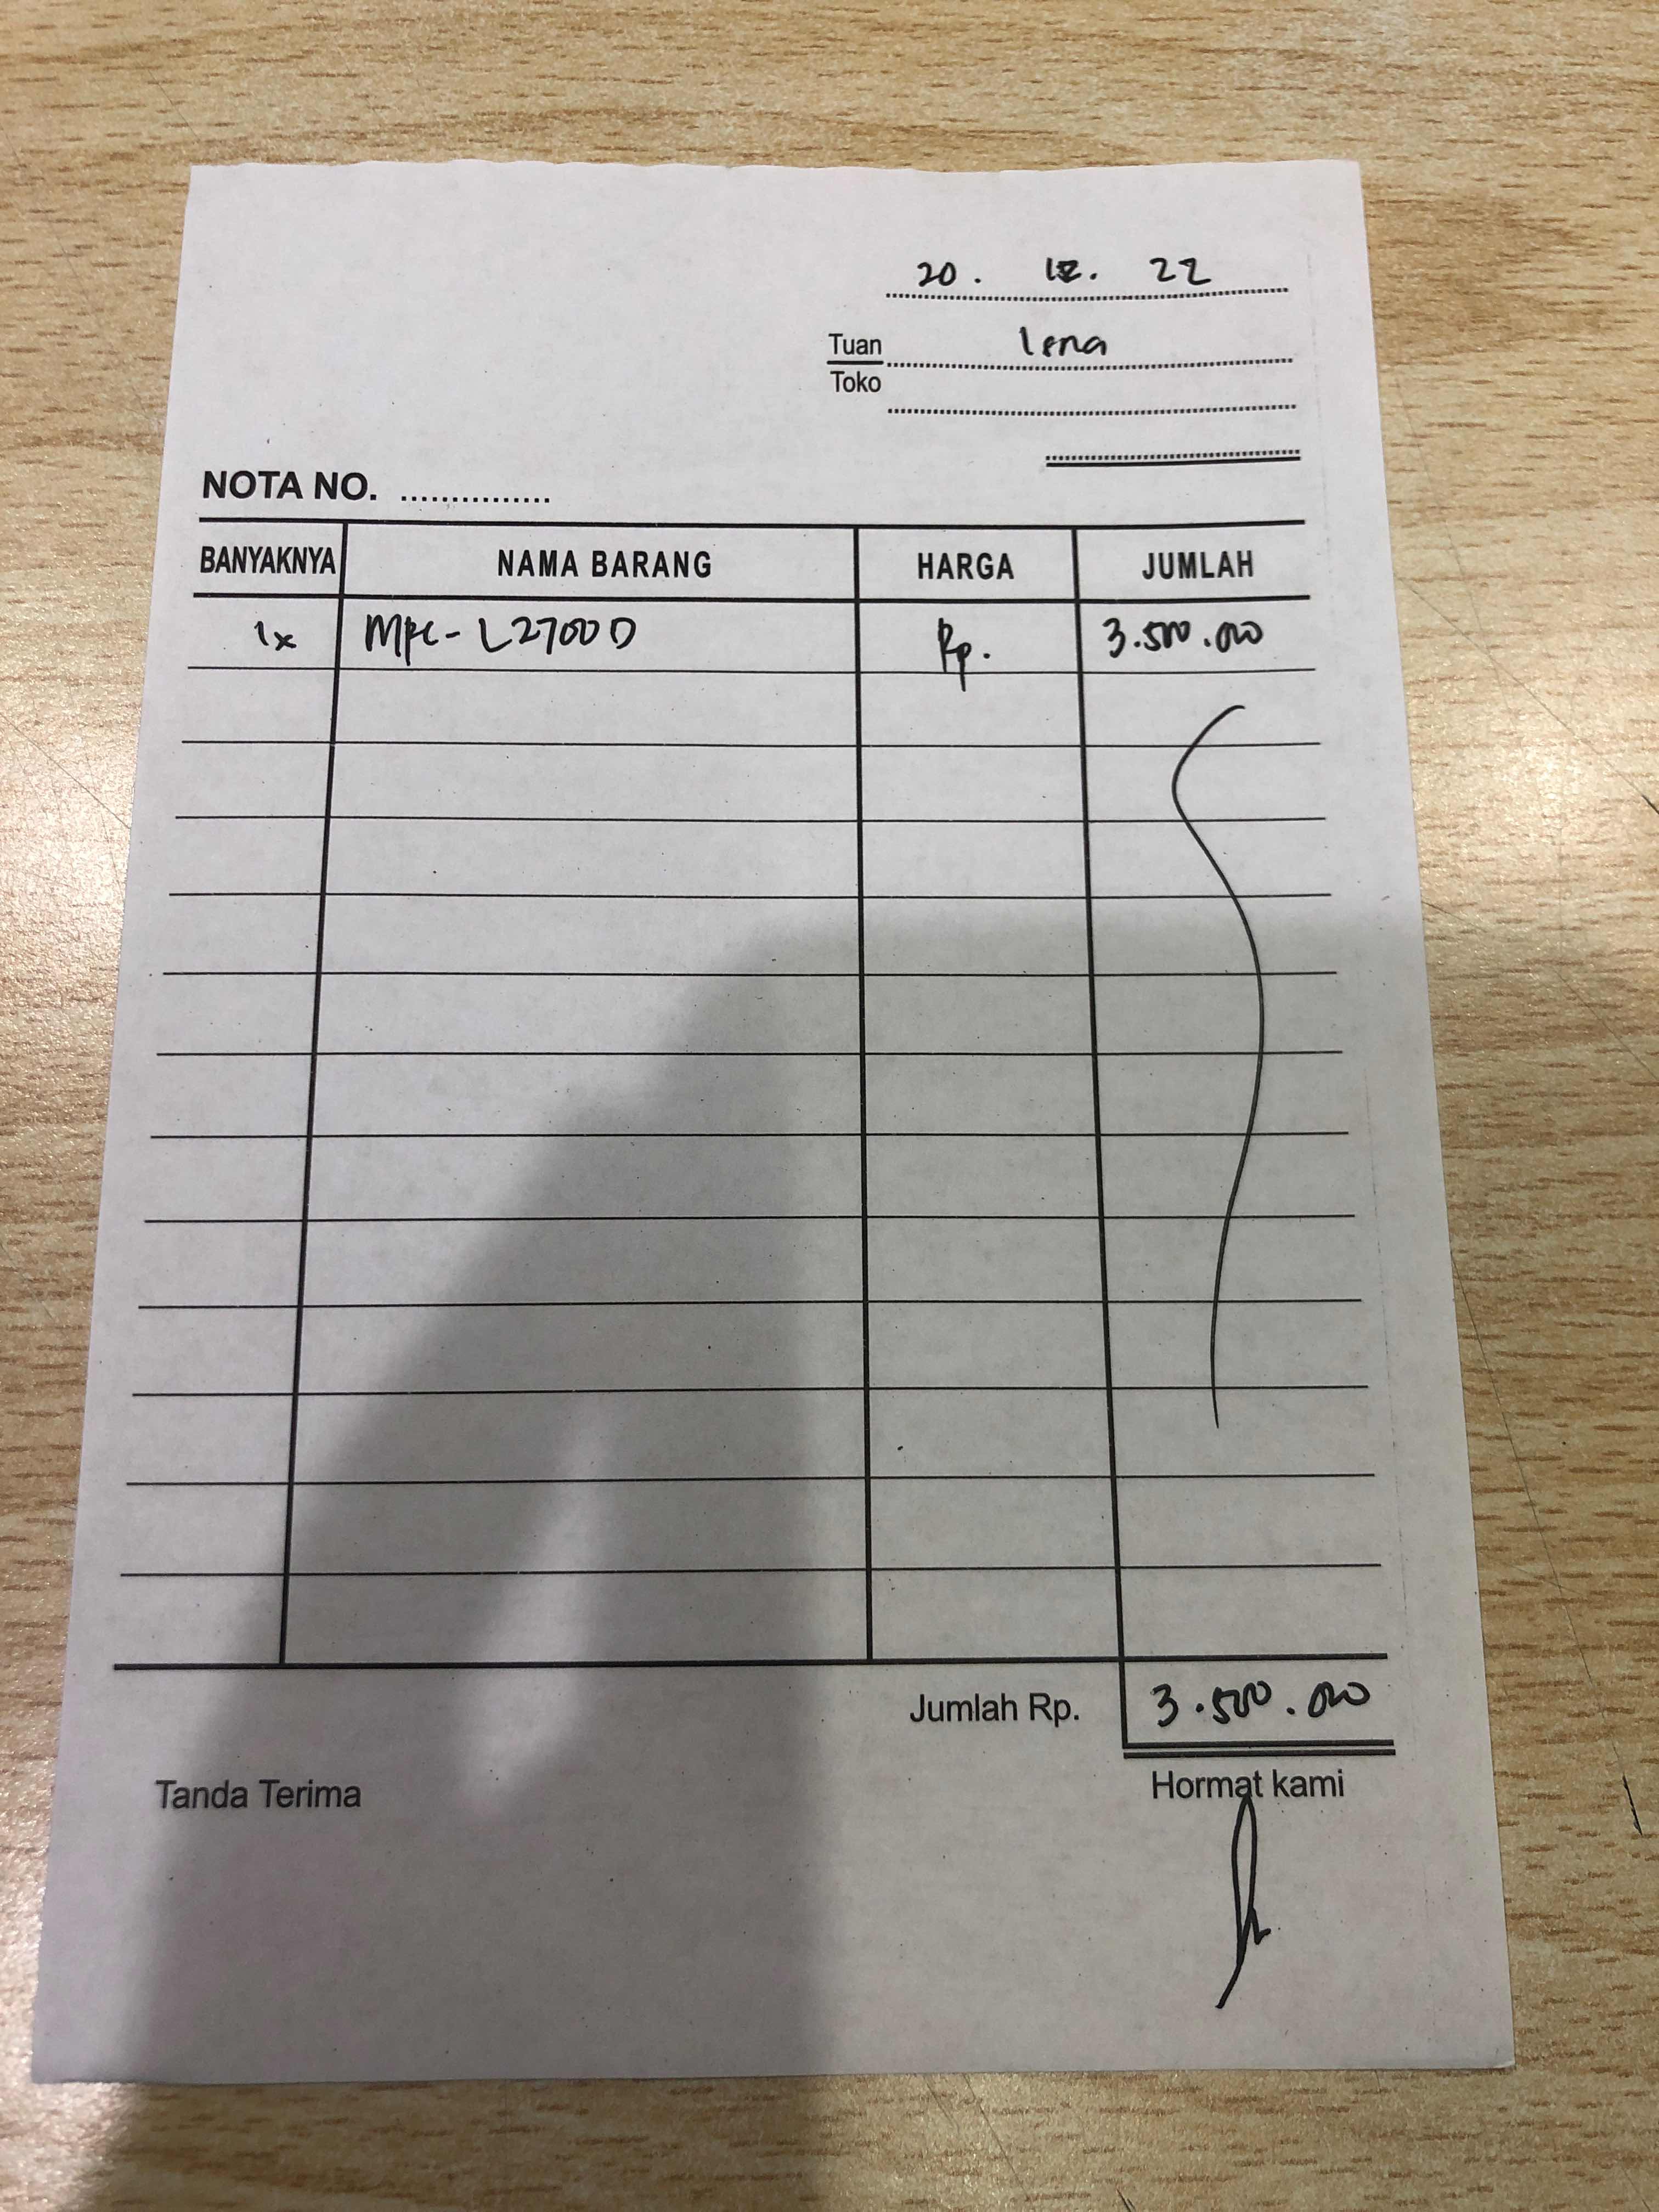 20. 12. 22
Tuan lena
Toko
NOTA NO. ...............
BANYAKNYA NAMA BARANG HARGA JUMLAH
1x MFC-L2700D Rp. 3.500.000
Jumlah Rp. 3.500.000
Tanda Terima Hormat kami